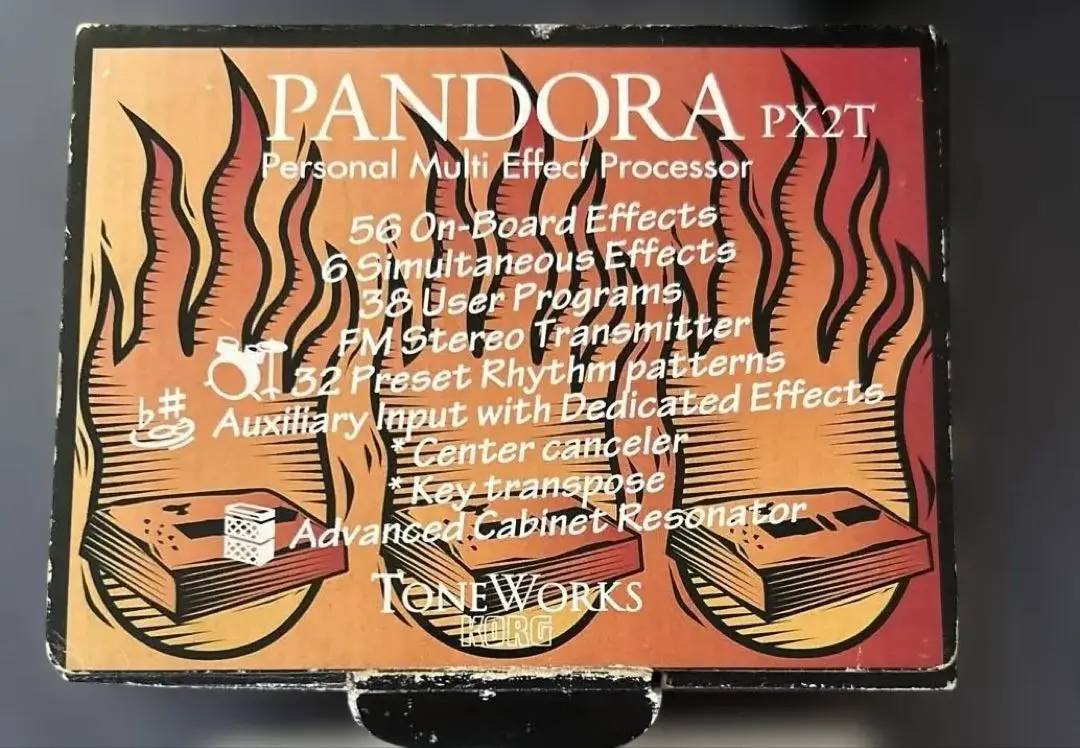 PANDORA PX2T
Personal Multi Effect Processor
56 On-Board Effects
6 Simultaneous Effects
38 User Programs
FM Stereo Transmitter
32 Preset Rhythm patterns
Auxiliary Input with Dedicated Effects
* Center canceler
* Key transpose
Advanced Cabinet Resonator
TONEWORKS
KORG